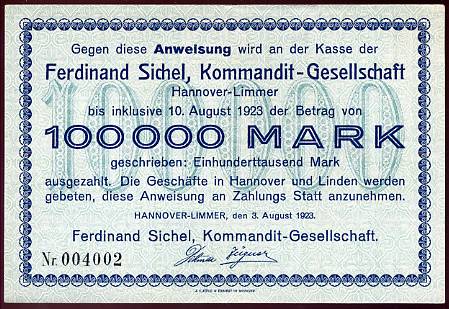 Gegen diese Anweisung wird an der Kasse der
Ferdinand Sichel, Kommandit-Gesellschaft
Hannover-Limmer
bis inklusive 10. August 1923 der Betrag von
100000 MARK
geschrieben: Einhunderttausend Mark
ausgezahlt. Die Geschäfte in Hannover und Linden werden
gebeten, diese Anweisung an Zahlungs Statt anzunehmen.
HANNOVER-LIMMER, den 3. August 1923.
Ferdinand Sichel, Kommandit-Gesellschaft.
Nr. 004002